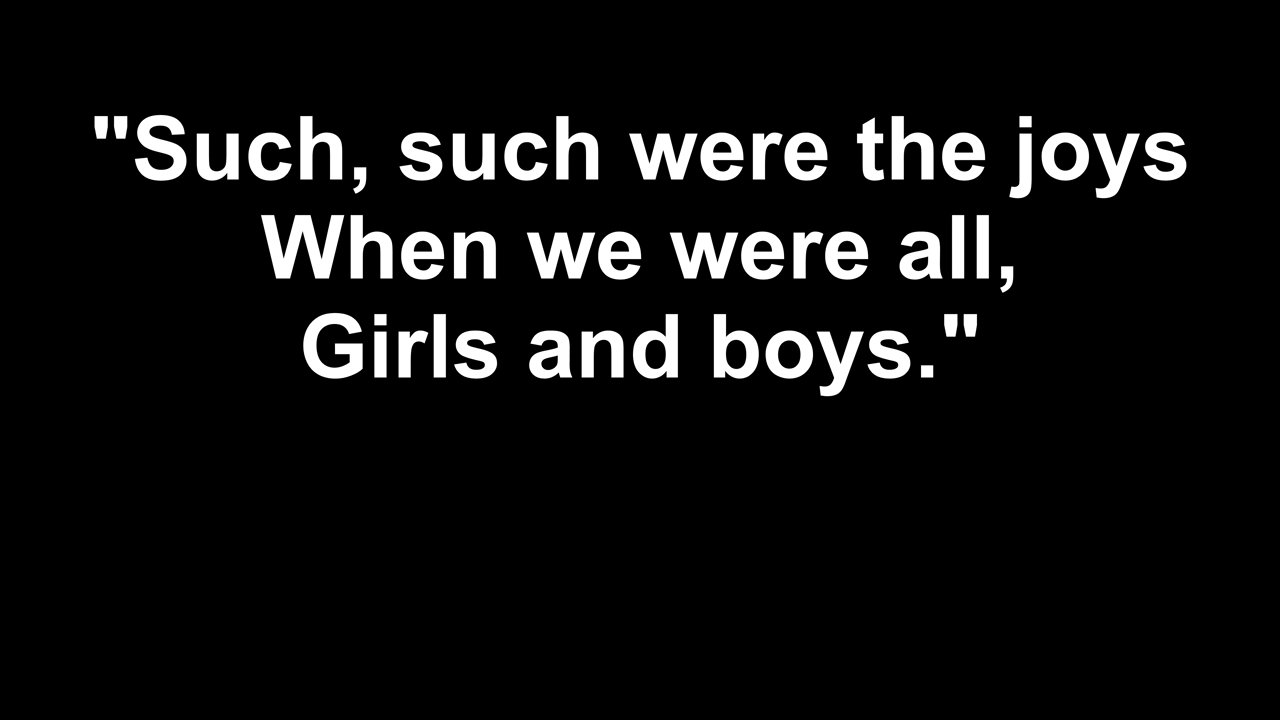 "Such, such were the joys
When we were all,
Girls and boys."